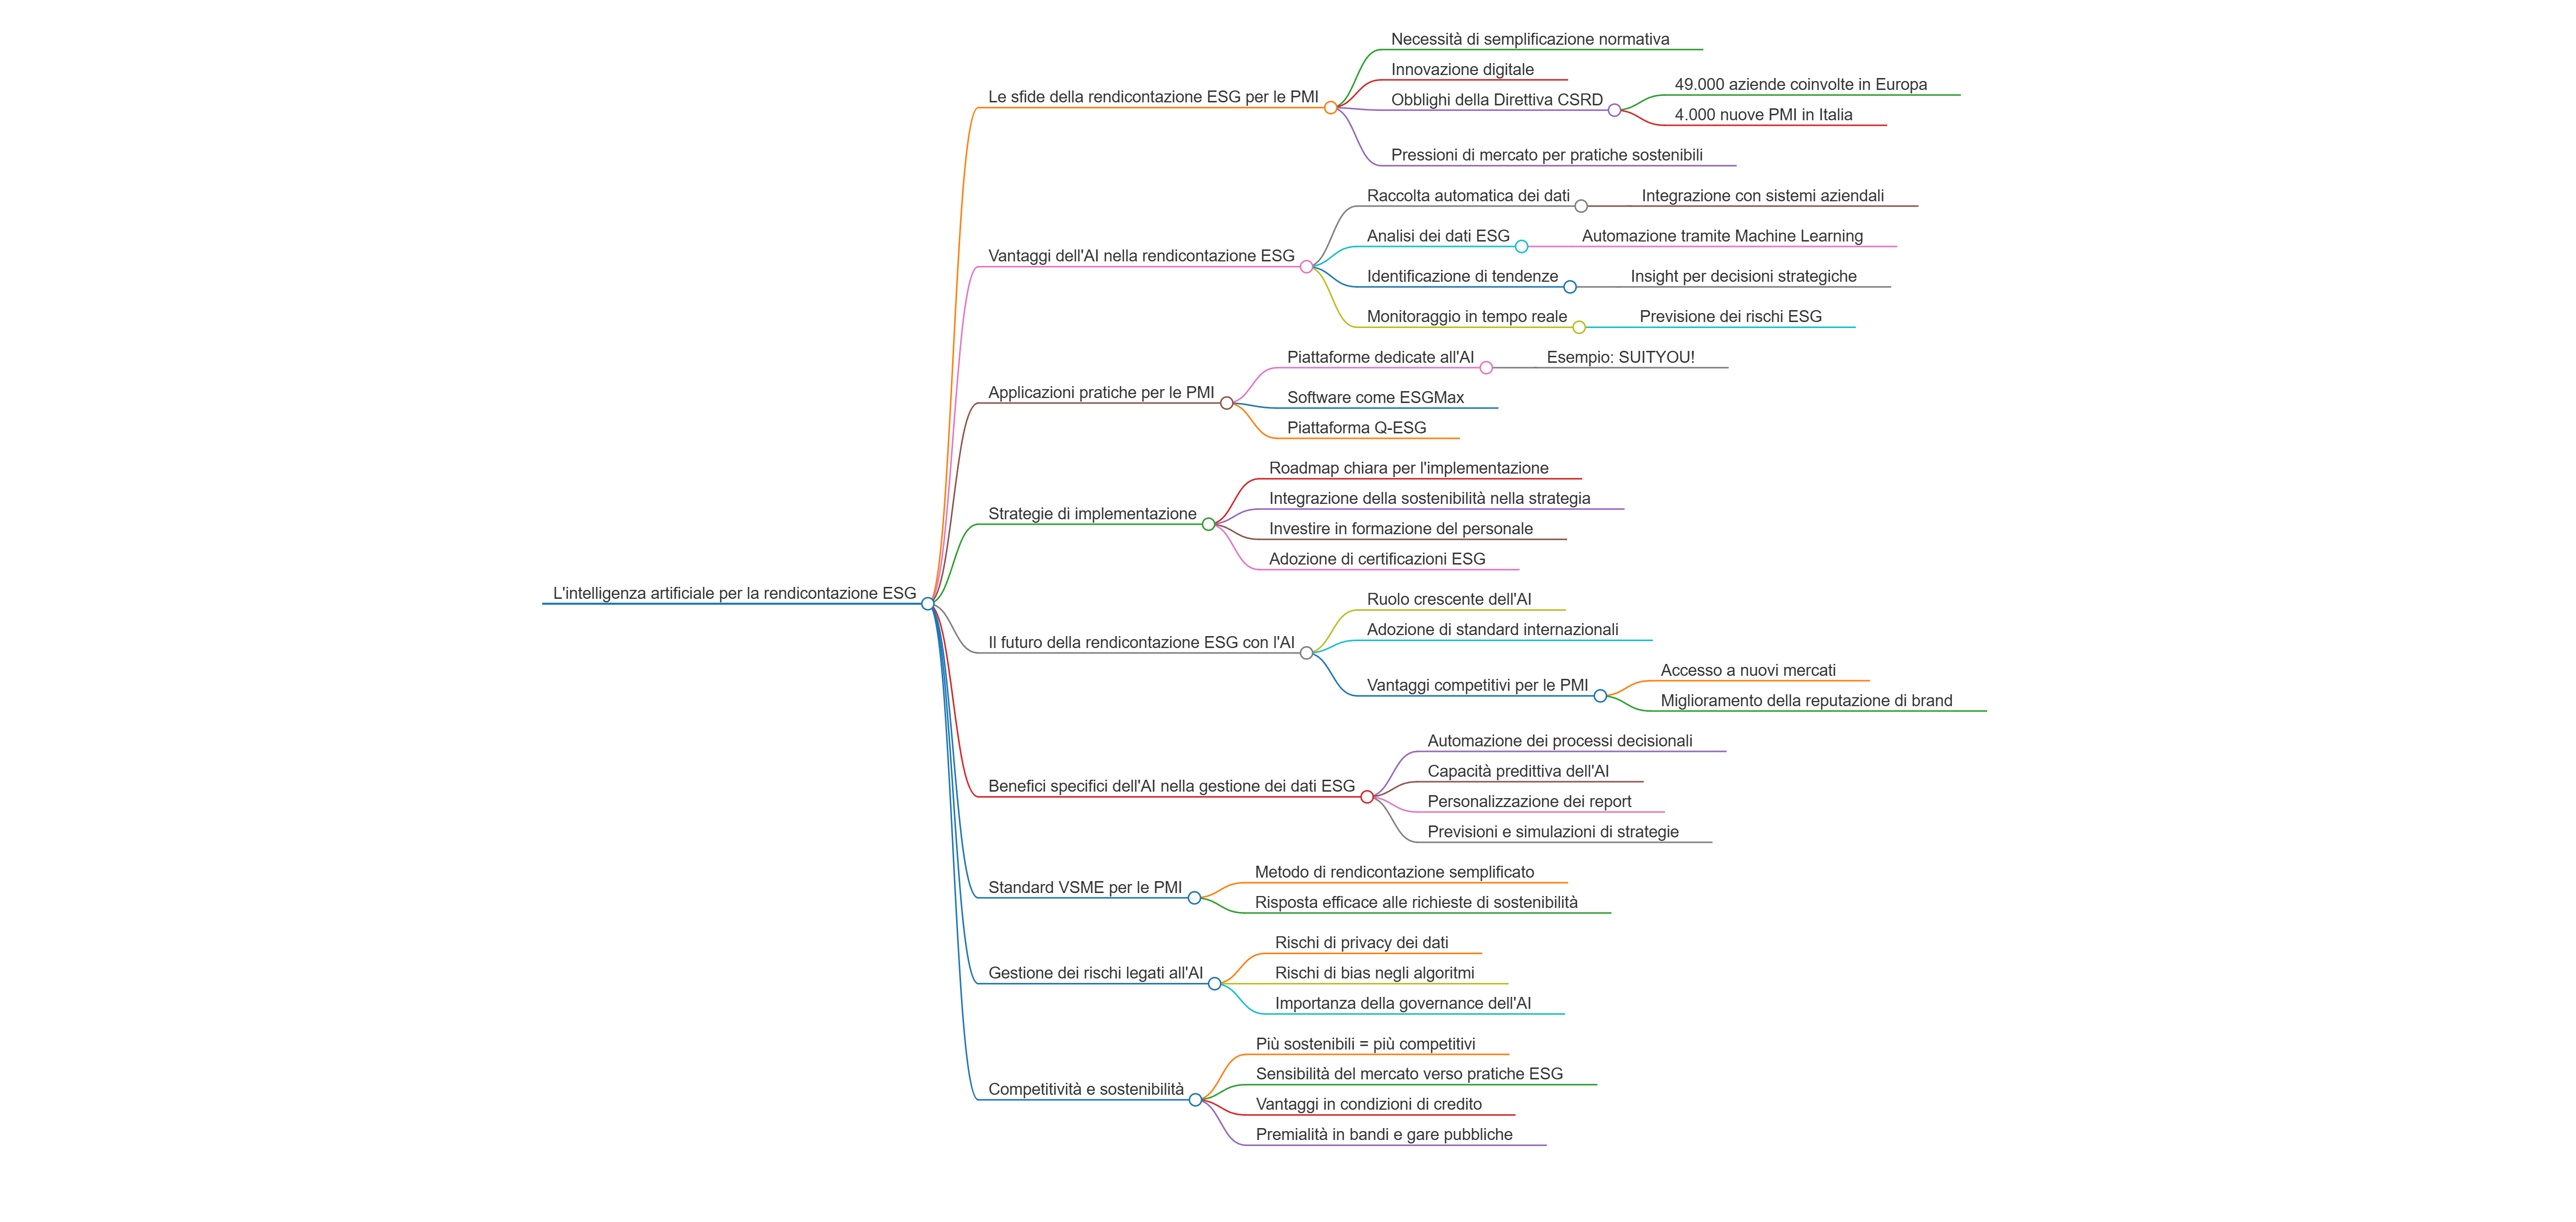 L'intelligenza artificiale per la rendicontazione ESG
Le sfide della rendicontazione ESG per le PMI
Necessità di semplificazione normativa
Innovazione digitale
Obblighi della Direttiva CSRD
49.000 aziende coinvolte in Europa
4.000 nuove PMI in Italia
Pressioni di mercato per pratiche sostenibili
Vantaggi dell'AI nella rendicontazione ESG
Raccolta automatica dei dati
Integrazione con sistemi aziendali
Analisi dei dati ESG
Automazione tramite Machine Learning
Identificazione di tendenze
Insight per decisioni strategiche
Monitoraggio in tempo reale
Previsione dei rischi ESG
Applicazioni pratiche per le PMI
Piattaforme dedicate all'AI
Esempio: SUITYOU!
Software come ESGMax
Piattaforma Q-ESG
Strategie di implementazione
Roadmap chiara per l'implementazione
Integrazione della sostenibilità nella strategia
Investire in formazione del personale
Adozione di certificazioni ESG
Il futuro della rendicontazione ESG con l'AI
Ruolo crescente dell'AI
Adozione di standard internazionali
Vantaggi competitivi per le PMI
Accesso a nuovi mercati
Miglioramento della reputazione di brand
Benefici specifici dell'AI nella gestione dei dati ESG
Automazione dei processi decisionali
Capacità predittiva dell'AI
Personalizzazione dei report
Previsioni e simulazioni di strategie
Standard VSME per le PMI
Metodo di rendicontazione semplificato
Risposta efficace alle richieste di sostenibilità
Gestione dei rischi legati all'AI
Rischi di privacy dei dati
Rischi di bias negli algoritmi
Importanza della governance dell'AI
Competitività e sostenibilità
Più sostenibili = più competitivi
Sensibilità del mercato verso pratiche ESG
Vantaggi in condizioni di credito
Premialità in bandi e gare pubbliche